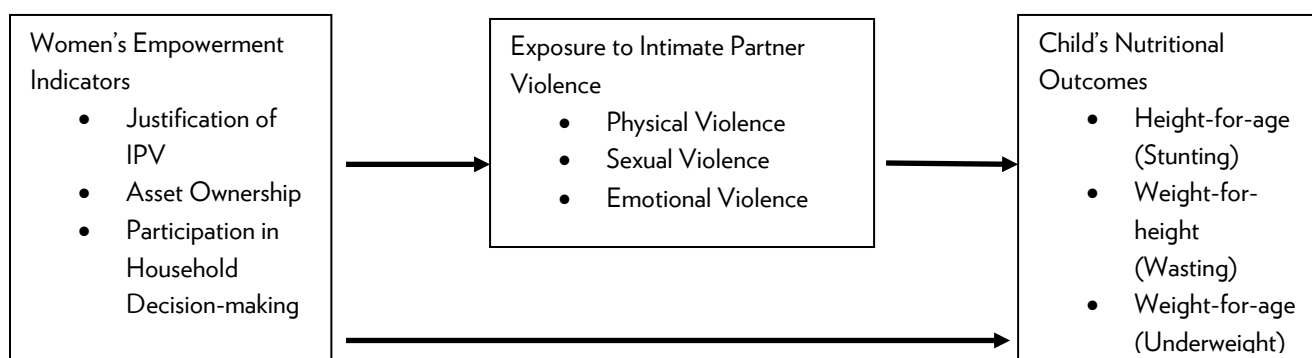 Women’s Empowerment
Indicators
• Justification of
IPV
• Asset Ownership
• Participation in
Household
Decision-making
Exposure to Intimate Partner
Violence
• Physical Violence
• Sexual Violence
• Emotional Violence
Child’s Nutritional
Outcomes
• Height-for-age
(Stunting)
• Weight-for-
height
(Wasting)
• Weight-for-age
(Underweight)